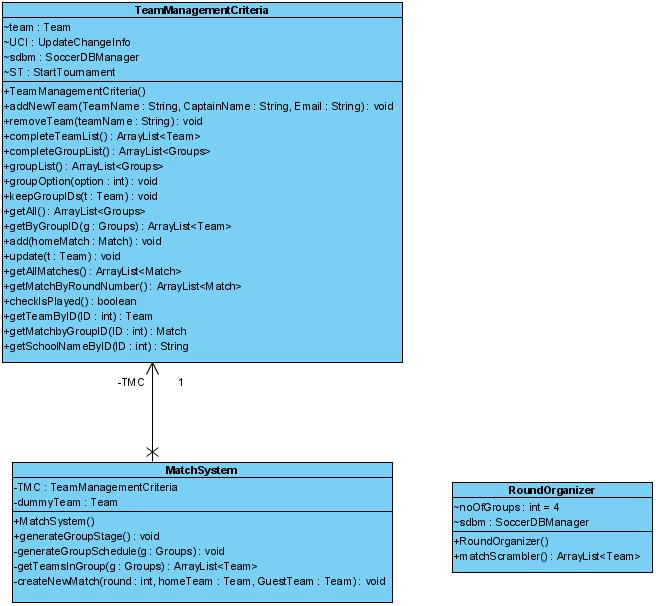 TeamManagementCriteria
~team : Team
~UCI : UpdateChangeInfo
~sdbm : SoccerDBManager
~ST : StartTournament
+TeamManagementCriteria()
+addNewTeam(TeamName : String, CaptainName : String, Email : String) : void
+removeTeam(teamName : String) : void
+completeTeamList() : ArrayList<Team>
+completeGroupList() : ArrayList<Groups>
+groupList() : ArrayList<Groups>
+groupOption(option : int) : void
+keepGroupIDs(t : Team) : void
+getAll() : ArrayList<Groups>
+getByGroupID(g : Groups) : ArrayList<Team>
+add(homeMatch : Match) : void
+update(t : Team) : void
+getAllMatches() : ArrayList<Match>
+getMatchByRoundNumber() : ArrayList<Match>
+checkIsPlayed() : boolean
+getTeamByID(ID : int) : Team
+getMatchbyGroupID(ID : int) : Match
+getSchoolNameByID(ID : int) : String
-TMC 1
MatchSystem
-TMC : TeamManagementCriteria
-dummyTeam : Team
+MatchSystem()
+generateGroupStage() : void
-generateGroupSchedule(g : Groups) : void
-getTeamsInGroup(g : Groups) : ArrayList<Team>
-createNewMatch(round : int, homeTeam : Team, GuestTeam : Team) : void
RoundOrganizer
~noOfGroups : int = 4
~sdbm : SoccerDBManager
+RoundOrganizer()
+matchScrambler() : ArrayList<Team>